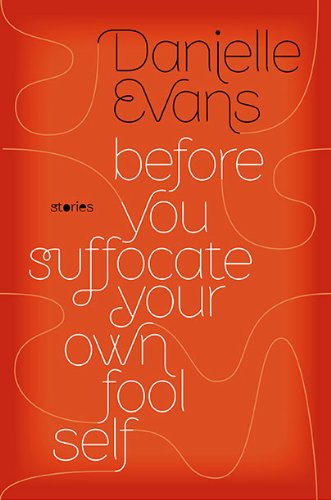 Danielle
Evans
before
stories
you
suffocate
your
own
fool
self